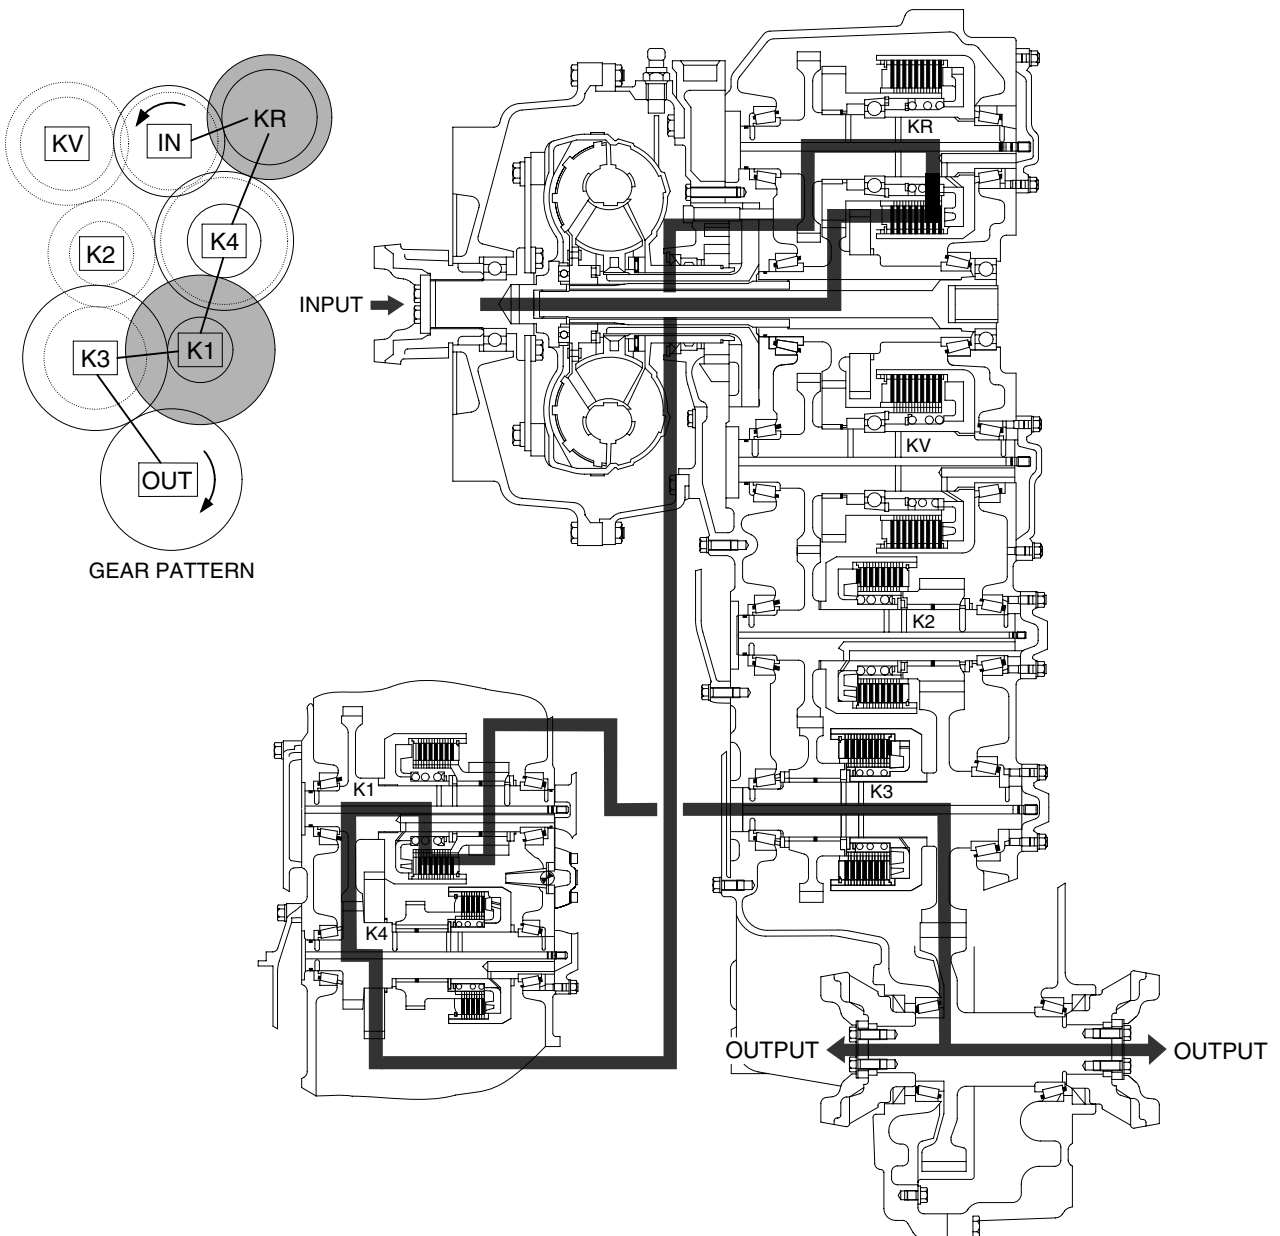 KV
IN
KR
K4
K2
K3
K1
OUT
GEAR PATTERN
INPUT
KR
KV
K2
K1
K3
K4
OUTPUT
OUTPUT